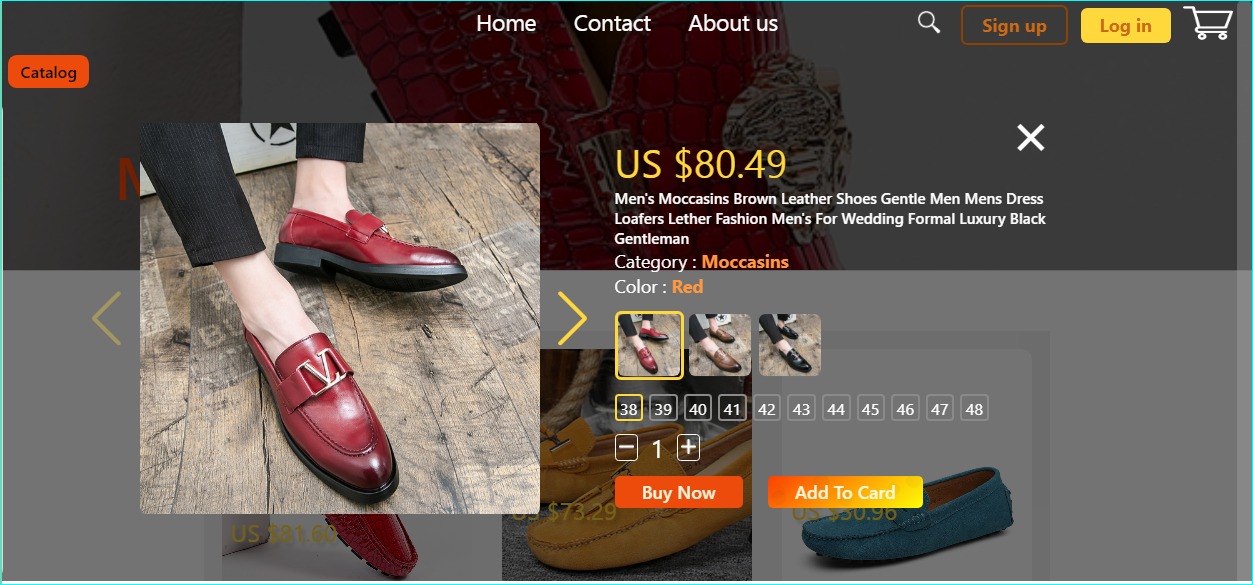 Home Contact About us Sign up Log in
Catalog
US $80.49
Men's Moccasins Brown Leather Shoes Gentle Men Mens Dress
Loafers Lether Fashion Men's For Wedding Formal Luxury Black
Gentleman
Category : Moccasins
Color : Red
38 39 40 41 42 43 44 45 46 47 48
1
Buy Now Add To Card
US $81.60 US $73.29 US $30.96